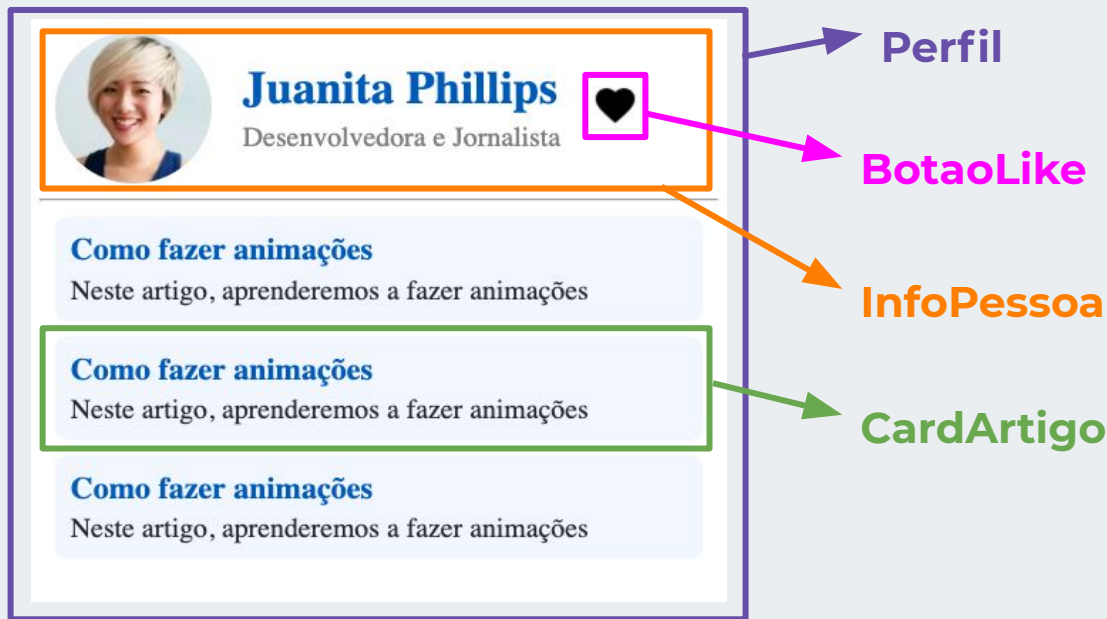 Perfil
Juanita Phillips
Desenvolvedora e Jornalista
BotaoLike
Como fazer animações
Neste artigo, aprenderemos a fazer animações
InfoPessoa
Como fazer animações
Neste artigo, aprenderemos a fazer animações
CardArtigo
Como fazer animações
Neste artigo, aprenderemos a fazer animações